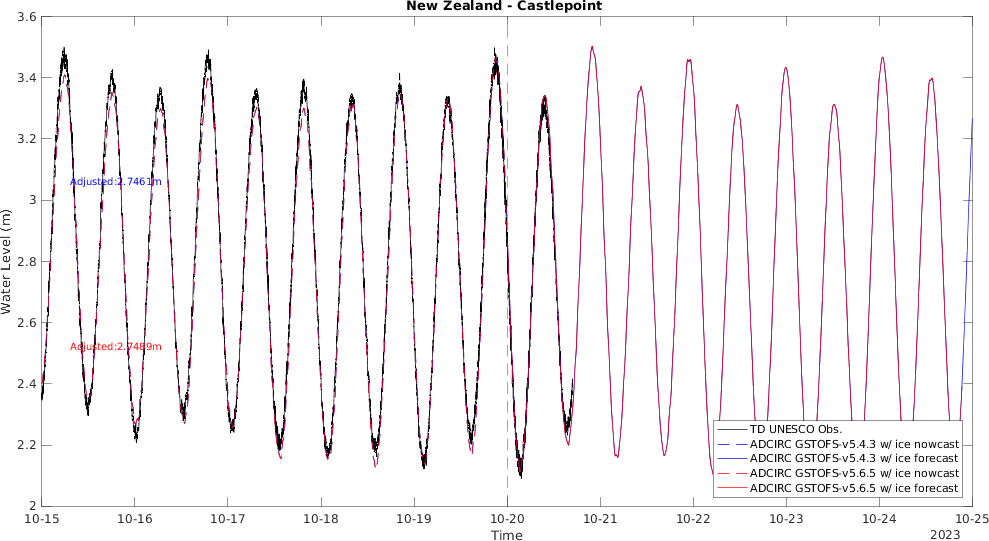 New Zealand - Castlepoint
3.6
3.4
3.2
3
2.8
2.6
2.4
2.2
2
Water Level (m)
Adjusted:2.7461m
Adjusted:2.7489m
TD UNESCO Obs.
ADCIRC GSTOFS-v5.4.3 w/ ice nowcast
ADCIRC GSTOFS-v5.4.3 w/ ice forecast
ADCIRC GSTOFS-v5.6.5 w/ ice nowcast
ADCIRC GSTOFS-v5.6.5 w/ ice forecast
10-15 10-16 10-17 10-18 10-19 10-20 10-21 10-22 10-23 10-24 10-25
Time
2023